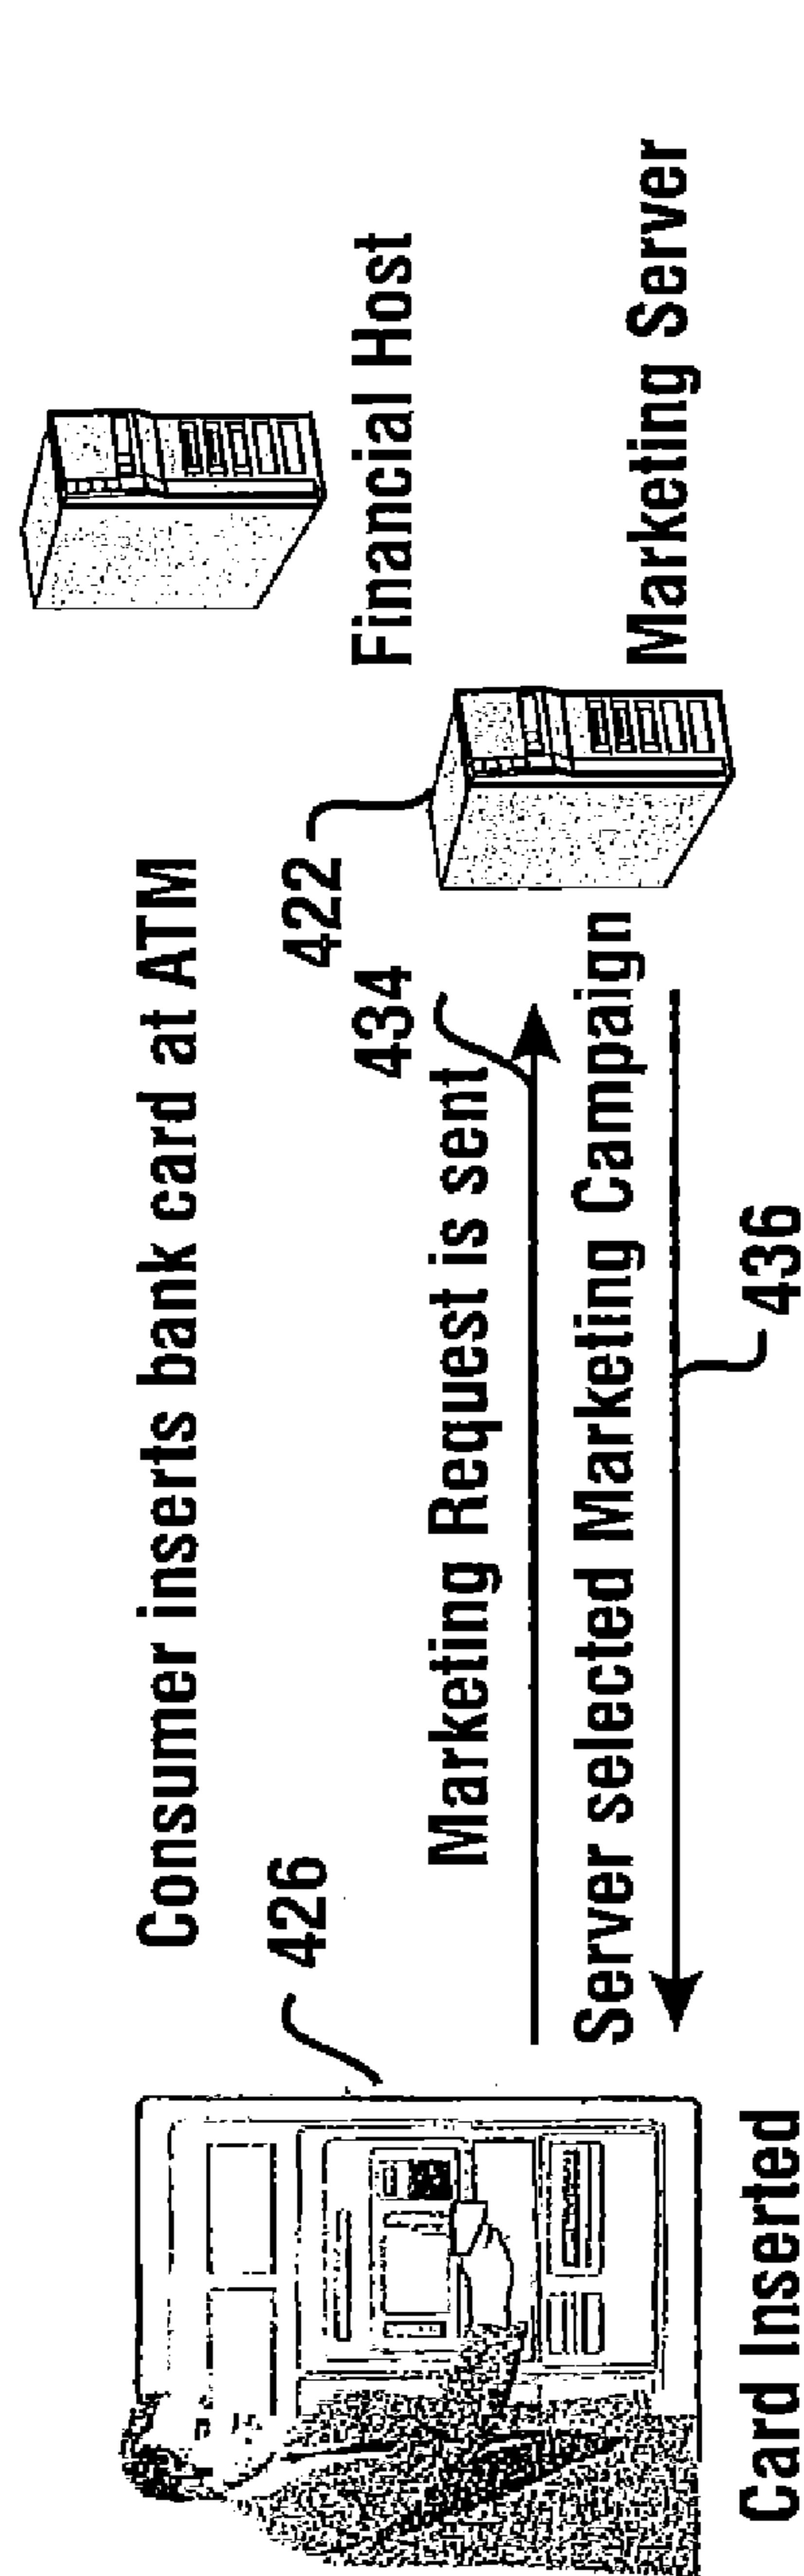 Consumer inserts bank card at ATM
426
422
Financial Host
434
Marketing Request is sent
Server selected Marketing Campaign
Marketing Server
436
Card Inserted